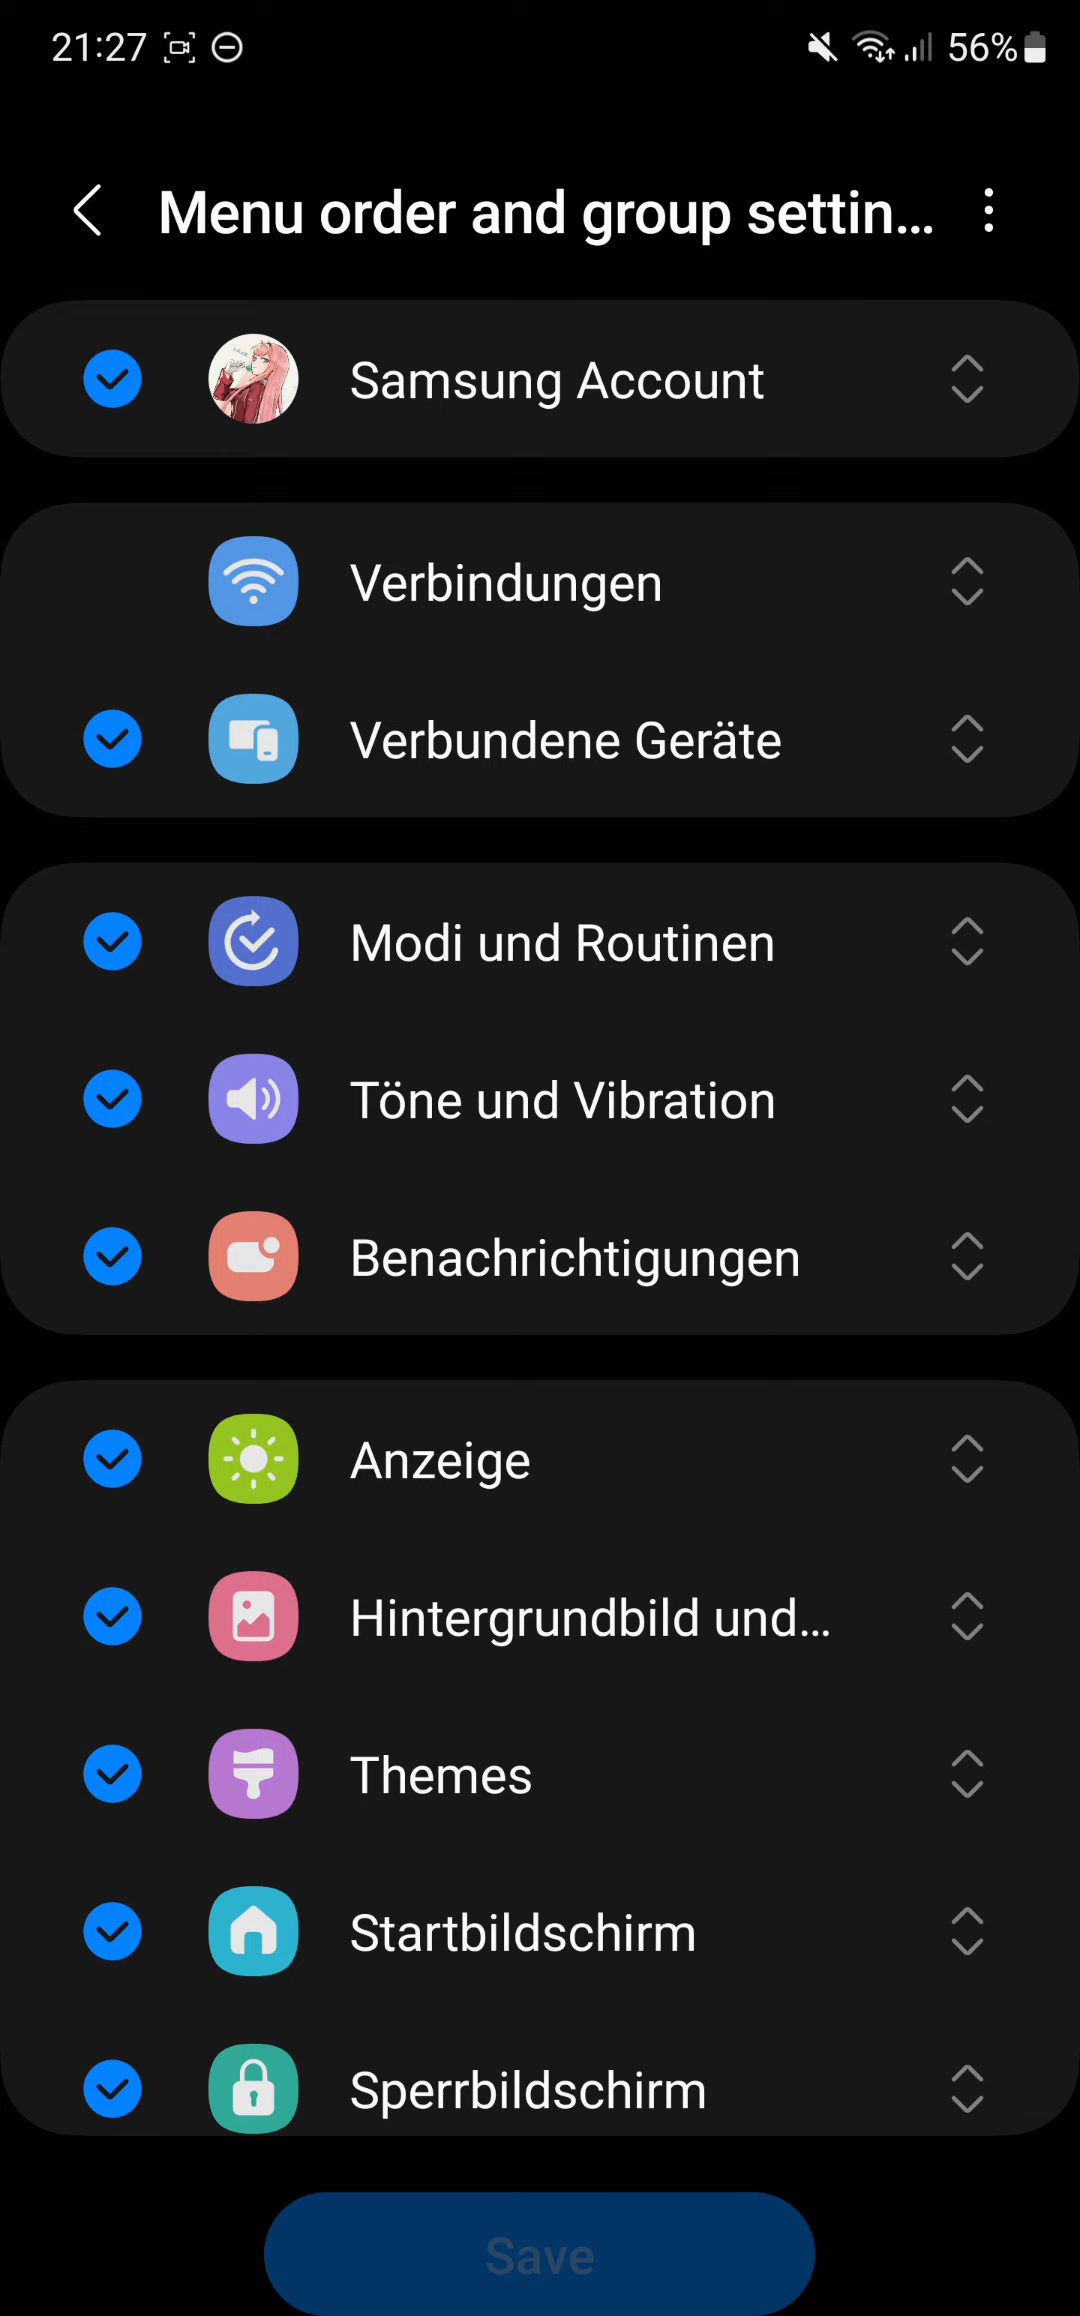 21:27 56%
Menu order and group settin...
Samsung Account
Verbindungen
Verbundene Geräte
Modi und Routinen
Töne und Vibration
Benachrichtigungen
Anzeige
Hintergrundbild und...
Themes
Startbildschirm
Sperrbildschirm
Save